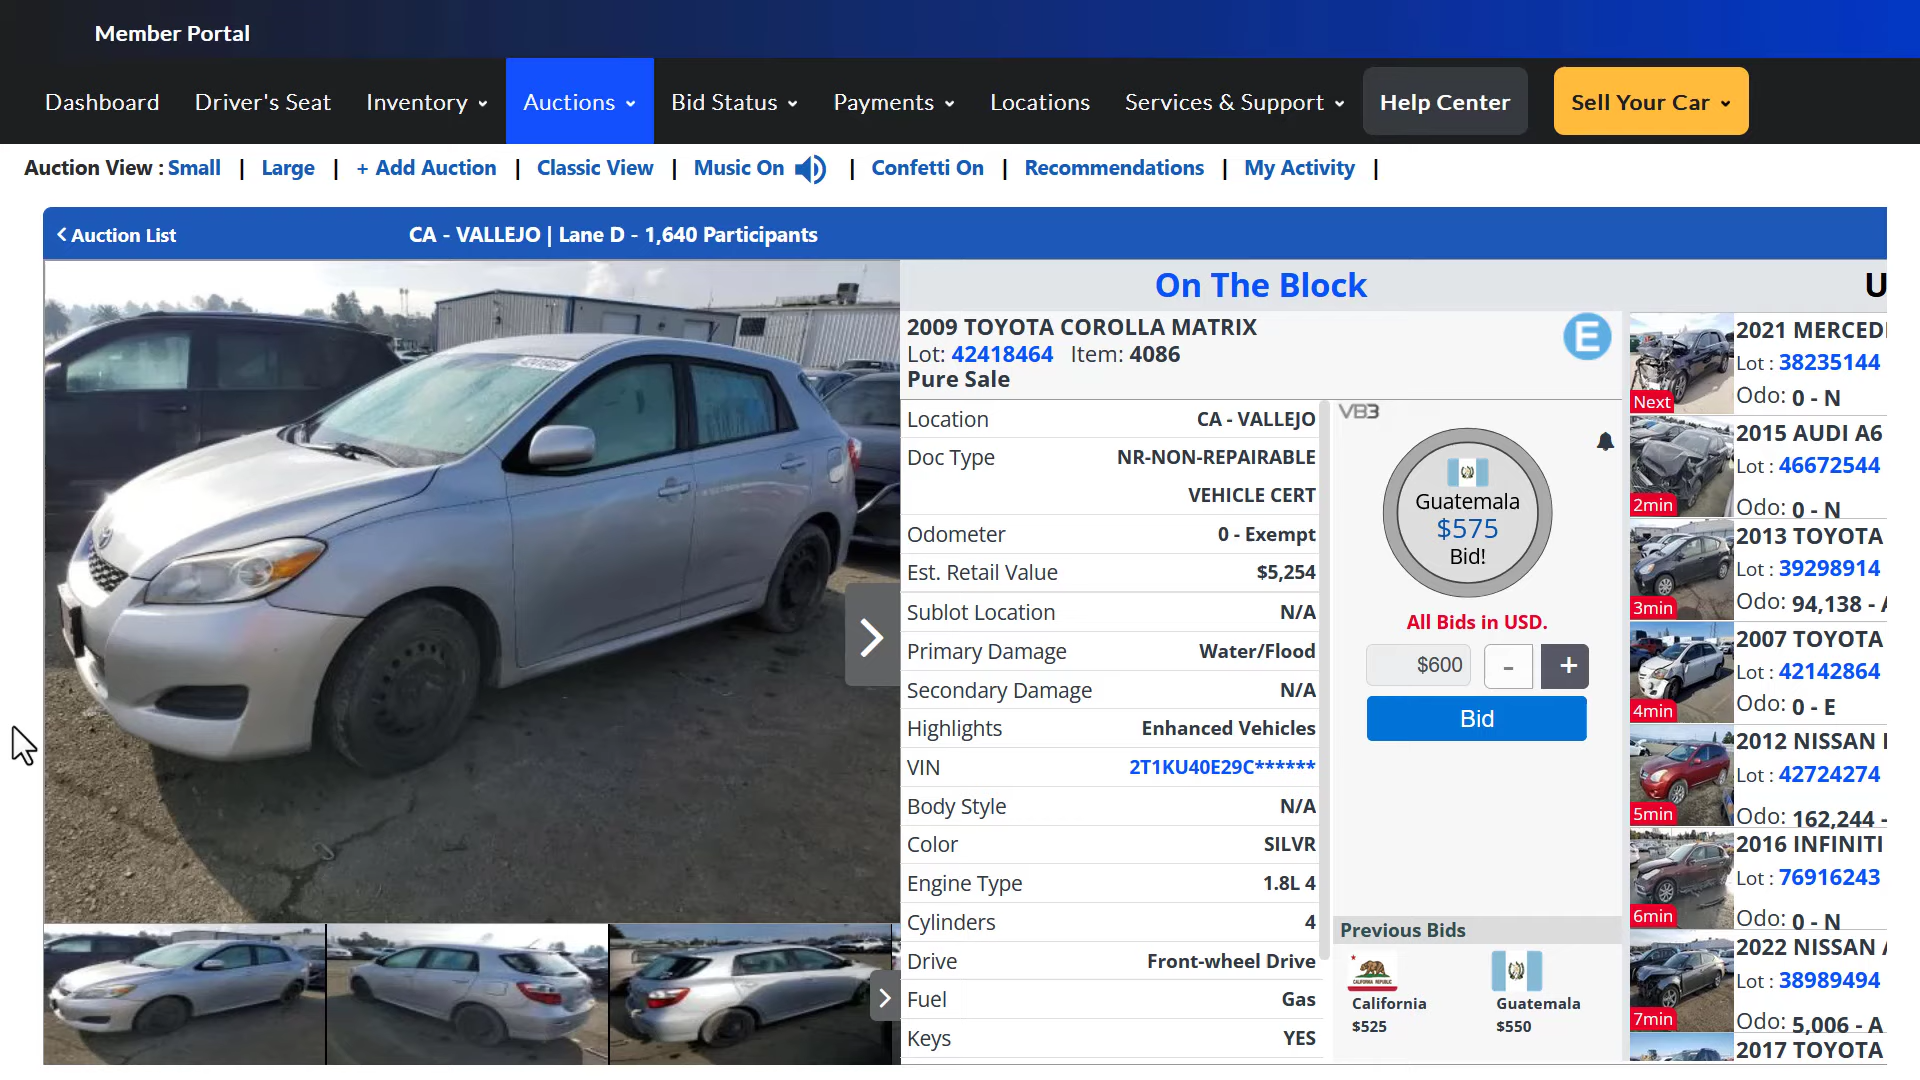 Member Portal
Dashboard Driver's Seat Inventory Auctions Bid Status Payments Locations Services & Support Help Center Sell Your Car
Auction View : Small | Large | + Add Auction | Classic View | Music On | Confetti On | Recommendations | My Activity |
Auction List CA - VALLEJO | Lane D - 1,640 Participants
On The Block U
2009 TOYOTA COROLLA MATRIX
Lot: 42418464 Item: 4086
Pure Sale
E
Location CA - VALLEJO
Doc Type NR-NON-REPAIRABLE
VEHICLE CERT
Odometer 0 - Exempt
Est. Retail Value $5,254
Sublot Location N/A
Primary Damage Water/Flood
Secondary Damage N/A
Highlights Enhanced Vehicles
VIN 2T1KU40E29C******
Body Style N/A
Color SILVR
Engine Type 1.8L 4
Cylinders 4
Drive Front-wheel Drive
Fuel Gas
Keys YES
VB3
Guatemala
$575
Bid!
All Bids in USD.
$600 - +
Bid
Previous Bids
California
$525
Guatemala
$550
CALIFORNIA REPUBLIC
2021 MERCED
Lot : 38235144
Odo: 0 - N
Next
2015 AUDI A6
Lot : 46672544
Odo: 0 - N
2min
2013 TOYOTA
Lot : 39298914
Odo: 94,138 - A
3min
2007 TOYOTA
Lot : 42142864
Odo: 0 - E
4min
2012 NISSAN
Lot : 42724274
Odo: 162,244 -
5min
2016 INFINITI
Lot : 76916243
Odo: 0 - N
6min
2022 NISSAN A
Lot : 38989494
Odo: 5,006 - A
7min
2017 TOYOTA